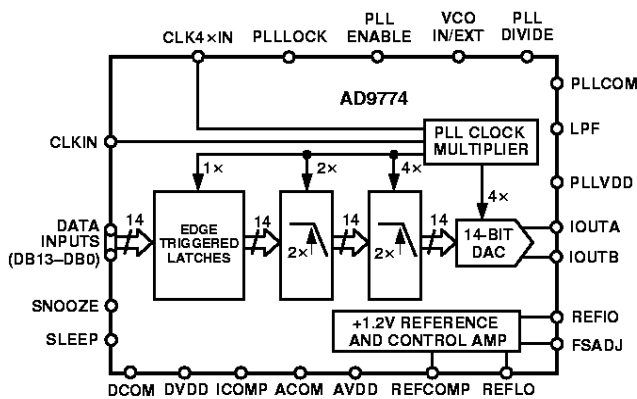 CLK4×IN
PLLLOCK
PLL
ENABLE
VCO
IN/EXT
PLL
DIVIDE
AD9774
PLLCOM
CLKIN
PLL CLOCK
MULTIPLIER
LPF
1×
2×
4×
4×
PLLVDD
DATA
INPUTS
(DB13–DB0)
14
EDGE
TRIGGERED
LATCHES
14
2×
14
2×
14
14-BIT
DAC
IOUTA
IOUTB
SNOOZE
SLEEP
+1.2V REFERENCE
AND CONTROL AMP
REFIO
FSADJ
DCOM
DVDD
ICOMP
ACOM
AVDD
REFCOMP
REFLO